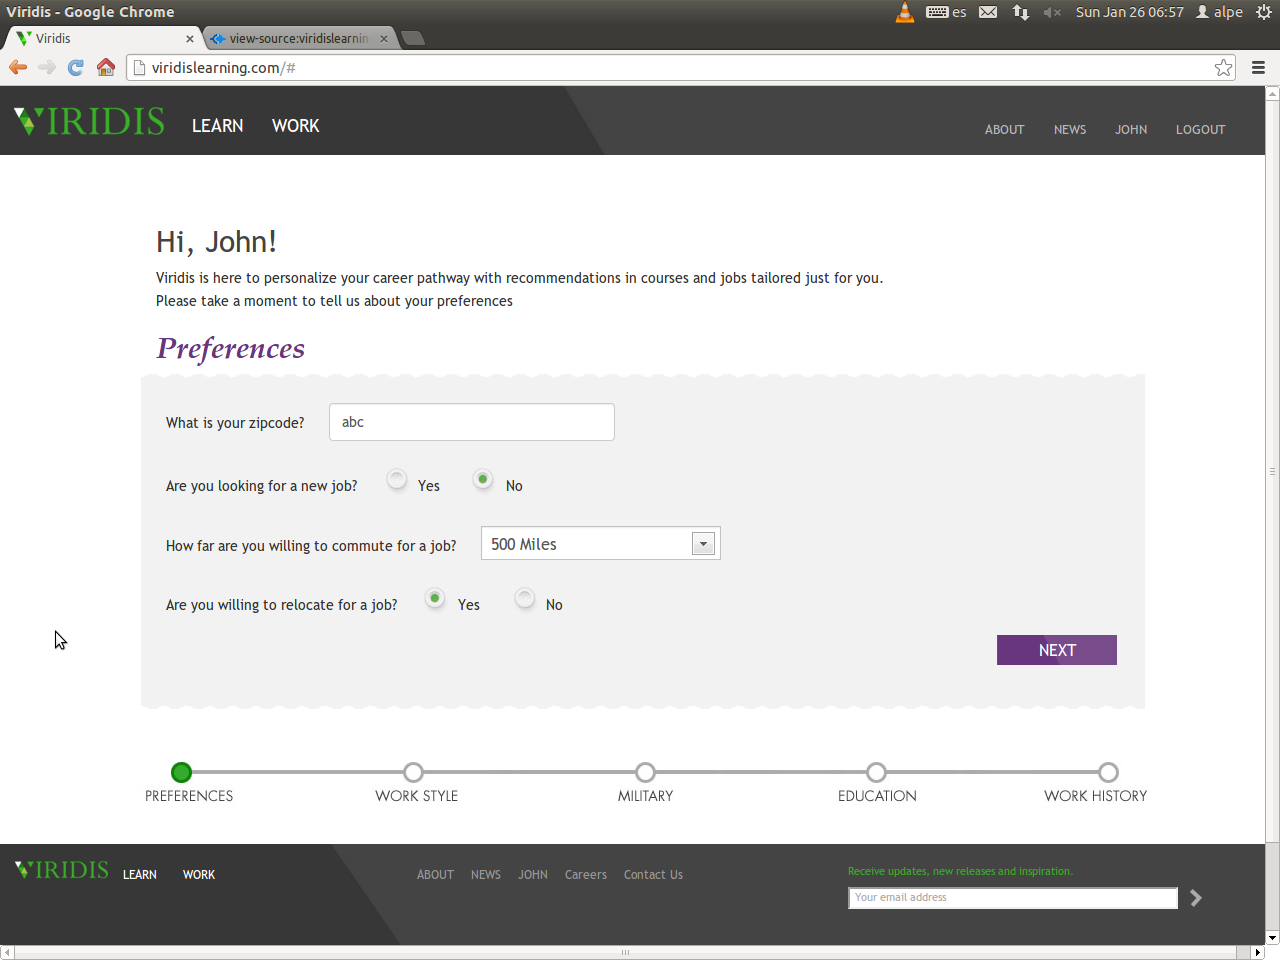 Viridis - Google Chrome
es
Sun Jan 26 06:57
alpe
Viridis
view-source:viridislearnin
viridislearning.com/#
VIRIDIS
LEARN
WORK
ABOUT
NEWS
JOHN
LOGOUT
Hi, John!
Viridis is here to personalize your career pathway with recommendations in courses and jobs tailored just for you.
Please take a moment to tell us about your preferences
Preferences
What is your zipcode?
abc
Are you looking for a new job?
Yes
No
How far are you willing to commute for a job?
500 Miles
Are you willing to relocate for a job?
Yes
No
NEXT
PREFERENCES
WORK STYLE
MILITARY
EDUCATION
WORK HISTORY
VIRIDIS
LEARN
WORK
ABOUT
NEWS
JOHN
Careers
Contact Us
Receive updates, new releases and inspiration.
Your email address